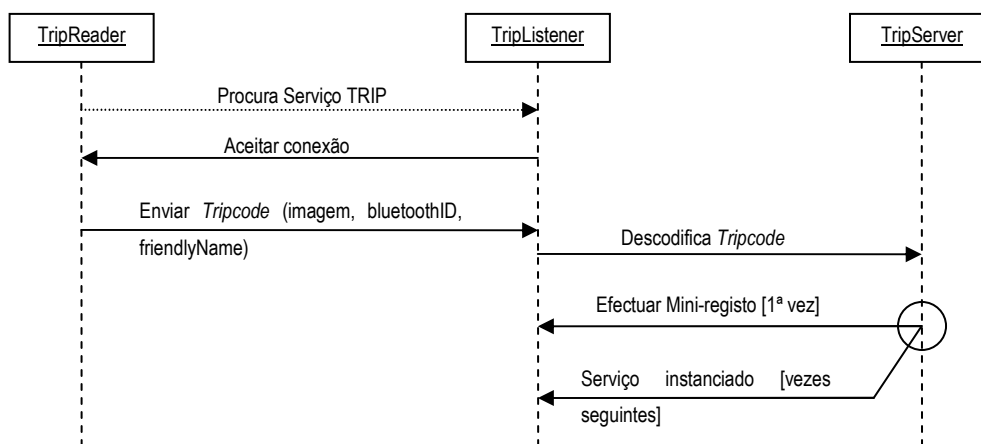 TripReader
TripListener
TripServer
Procura Serviço TRIP
Aceitar conexão
Enviar Tripcode (imagem, bluetoothID,
friendlyName)
Descodifica Tripcode
Efectuar Mini-registo [1ª vez]
Serviço instanciado [vezes
seguintes]